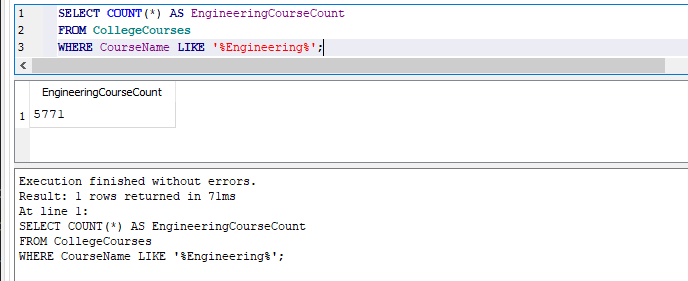 1 SELECT COUNT(*) AS EngineeringCourseCount
2 FROM CollegeCourses
3 WHERE CourseName LIKE '%Engineering%';
EngineeringCourseCount
1 5771
Execution finished without errors.
Result: 1 rows returned in 71ms
At line 1:
SELECT COUNT(*) AS EngineeringCourseCount
FROM CollegeCourses
WHERE CourseName LIKE '%Engineering%';